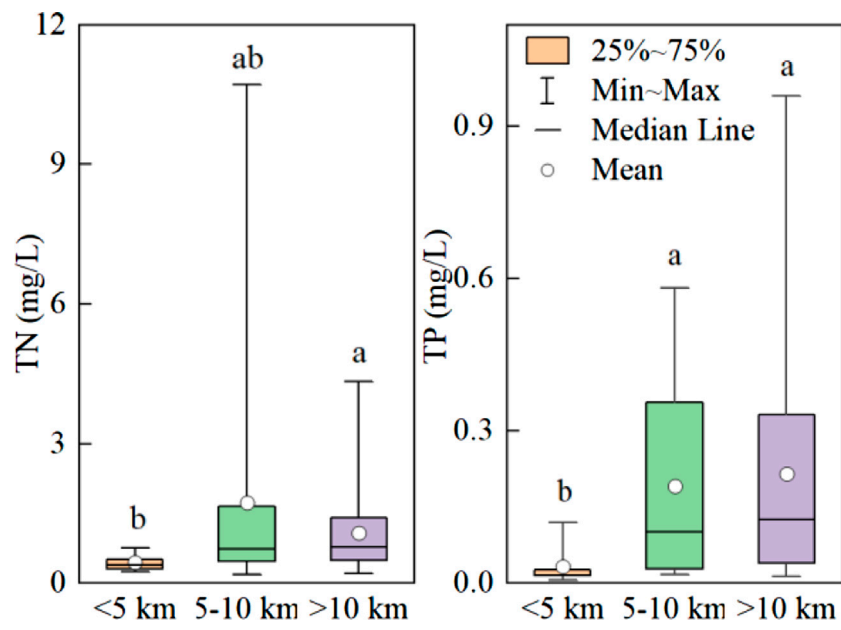 TN (mg/L)
12
9
6
3
0
b
ab
a
<5 km
5-10 km
>10 km
TP (mg/L)
0.9
0.6
0.3
0.0
25%~75%
Min~Max
Median Line
Mean
b
a
a
<5 km
5-10 km
>10 km